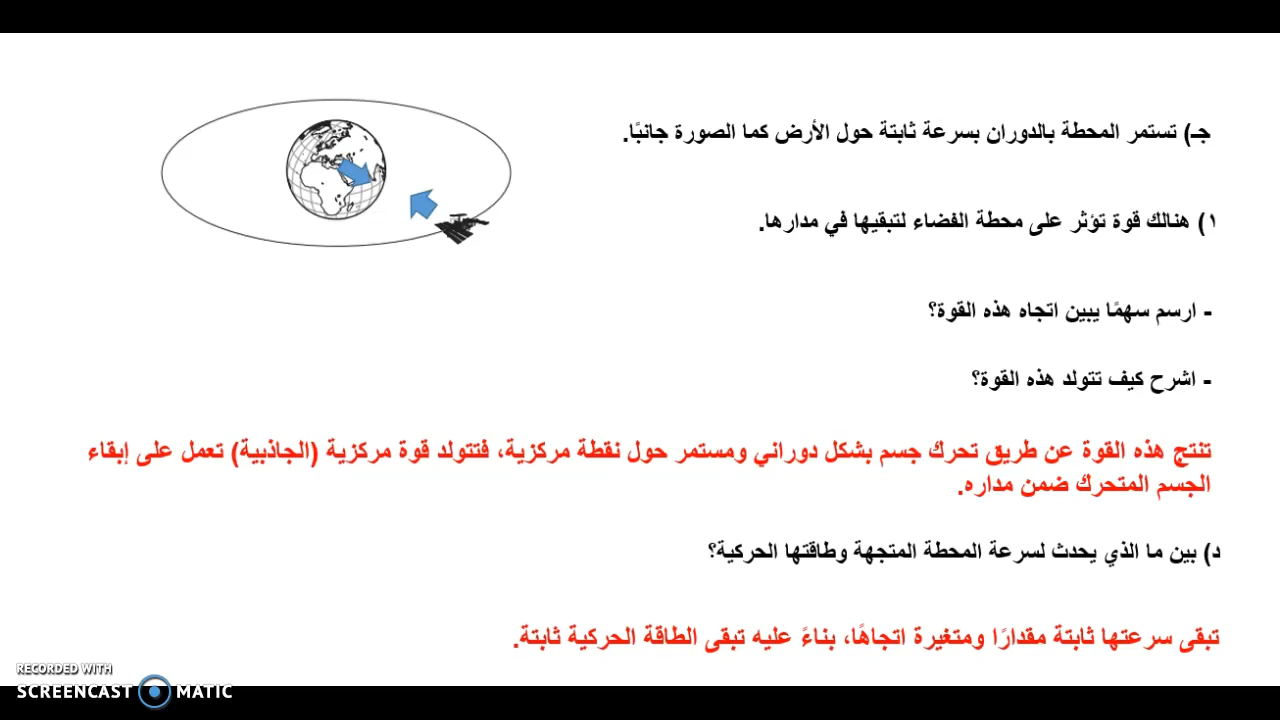 جـ) تستمر المحطة بالدوران بسرعة ثابتة حول الأرض كما الصورة جانبًا.
١) هنالك قوة تؤثر على محطة الفضاء لتبقيها في مدارها.
- ارسم سهمًا يبين اتجاه هذه القوة؟
- اشرح كيف تتولد هذه القوة؟
تنتج هذه القوة عن طريق تحرك جسم بشكل دوراني ومستمر حول نقطة مركزية، فتتولد قوة مركزية (الجاذبية) تعمل على إبقاء
الجسم المتحرك ضمن مداره.
د) بين ما الذي يحدث لسرعة المحطة المتجهة وطاقتها الحركية؟
تبقى سرعتها ثابتة مقدارًا ومتغيرة اتجاهًا، بناءً عليه تبقى الطاقة الحركية ثابتة.
RECORDED WITH
SCREENCAST MATIC